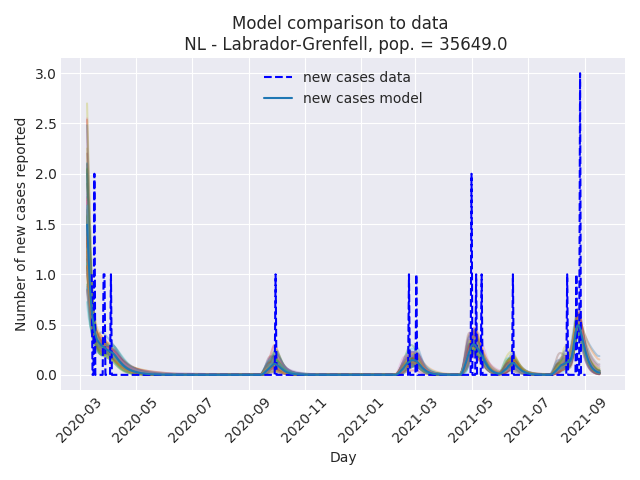 Model comparison to data
NL - Labrador-Grenfell, pop. = 35649.0
new cases data
new cases model
Number of new cases reported
3.0
2.5
2.0
1.5
1.0
0.5
0.0
2020-03
2020-05
2020-07
2020-09
2020-11
2021-01
2021-03
2021-05
2021-07
2021-09
Day